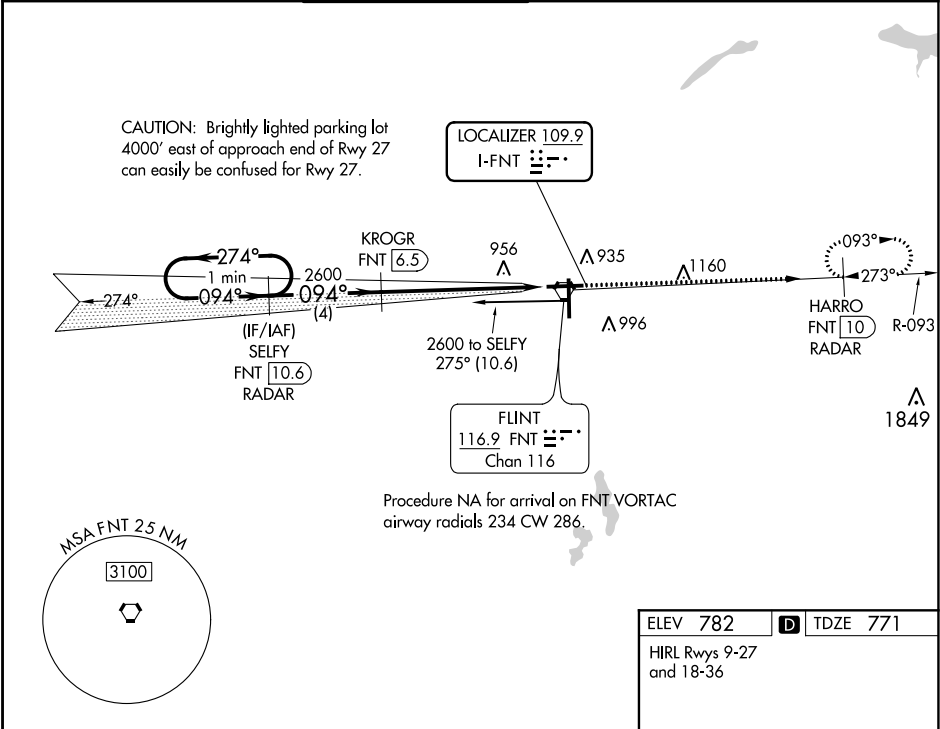 CAUTION: Brightly lighted parking lot
4000' east of approach end of Rwy 27
can easily be confused for Rwy 27.
LOCALIZER 109.9
I-FNT
274°
1 min
094°
274°
2600
094°
(4)
KROGR
FNT 6.5
956
935
1160
996
093°
273°
HARRO
FNT 10
RADAR
R-093
(IF/IAF)
SELFY
FNT 10.6
RADAR
2600 to SELFY
275° (10.6)
1849
FLINT
116.9 FNT
Chan 116
Procedure NA for arrival on FNT VORTAC
airway radials 234 CW 286.
MSA FNT 25 NM
3100
ELEV 782 D TDZE 771
HIRL Rwys 9-27
and 18-36